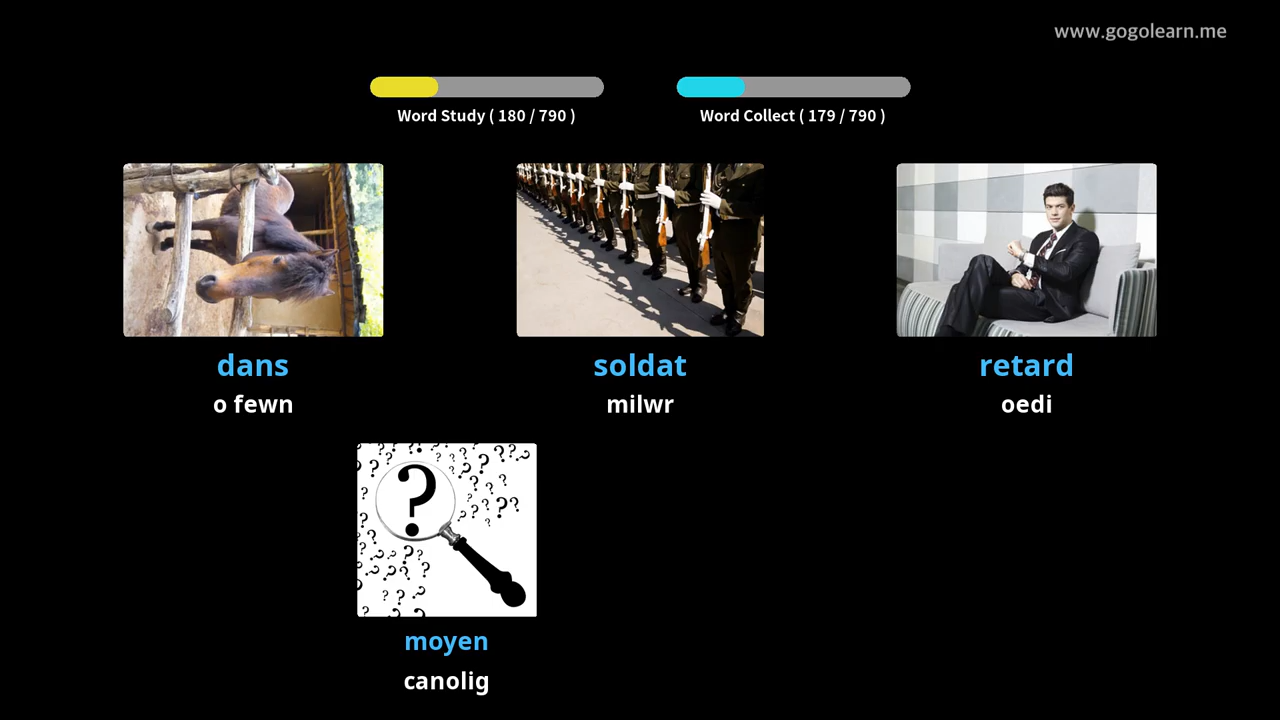 www.gogolearn.me
Word Study ( 180 / 790 )
Word Collect ( 179 / 790 )
dans
o fewn
soldat
milwr
retard
oedi
moyen
canolig